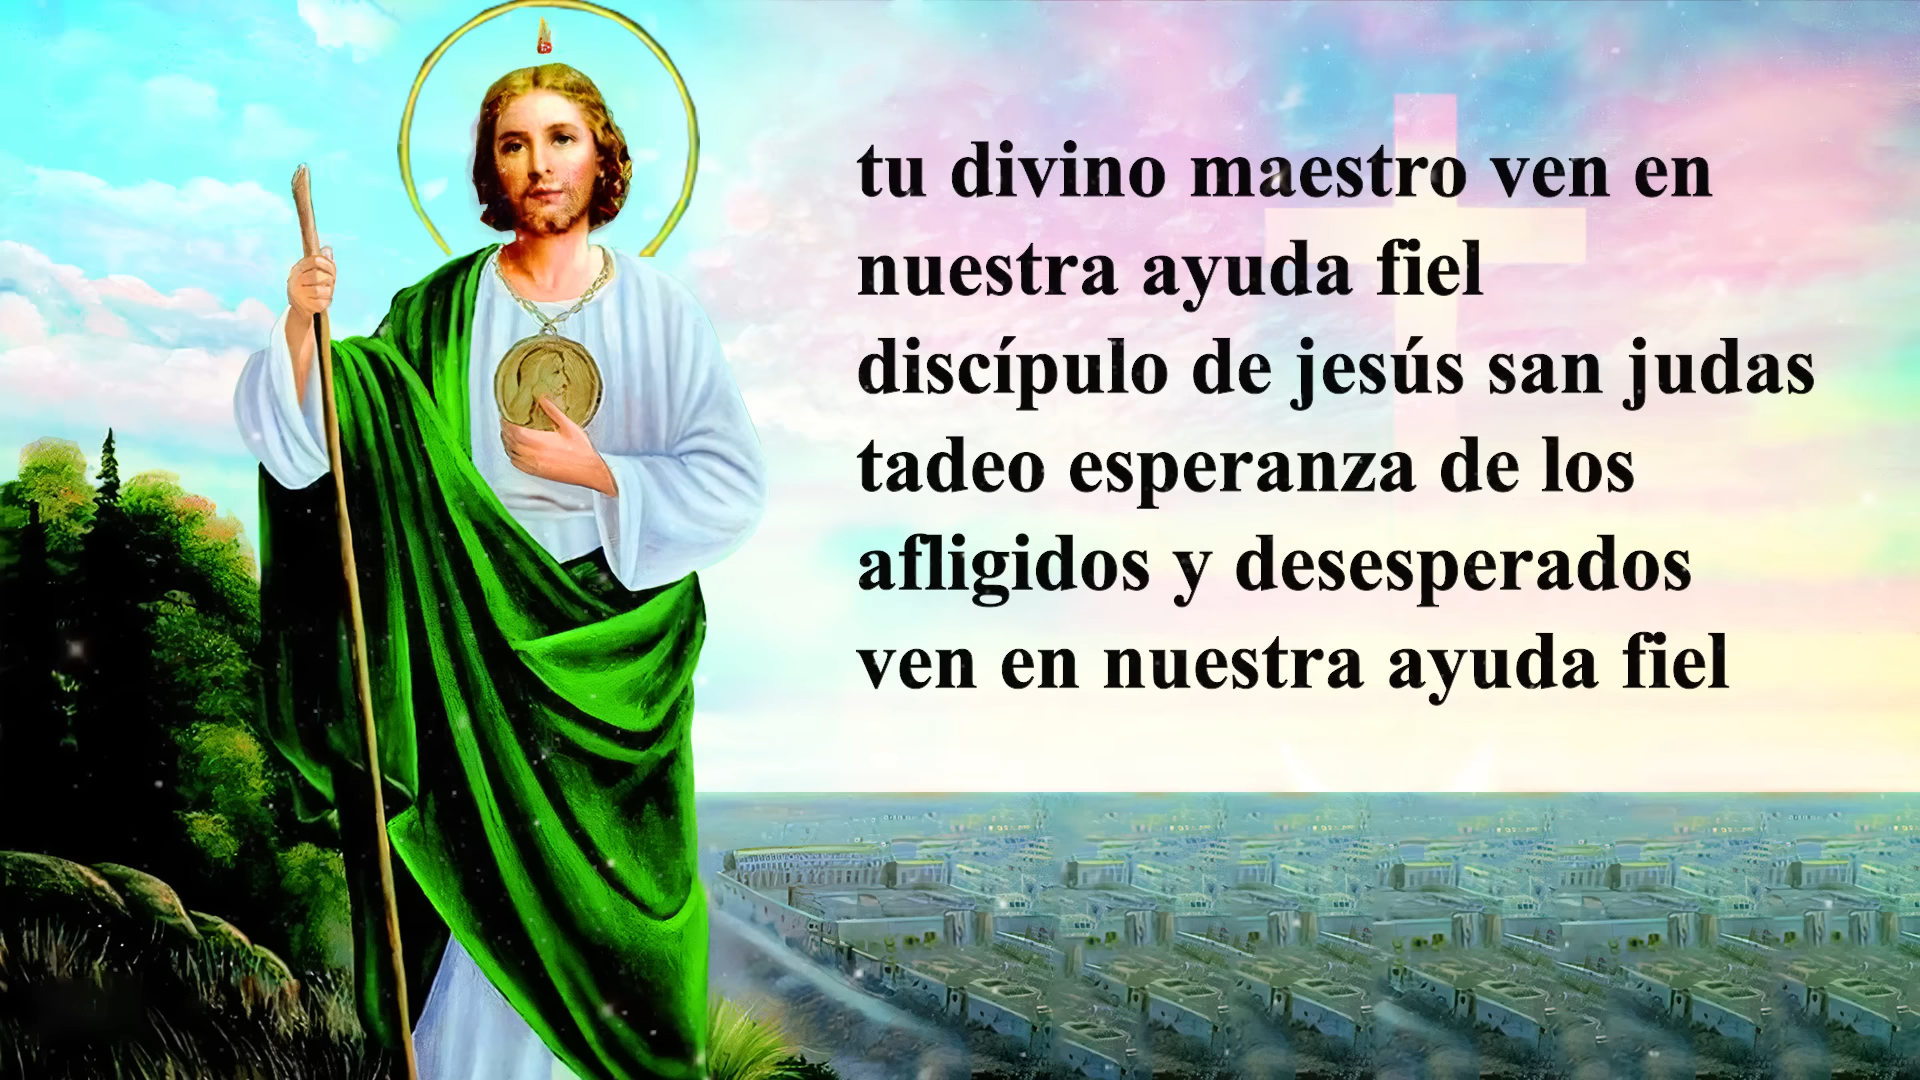 tu divino maestro ven en
nuestra ayuda fiel
discípulo de jesús san judas
tadeo esperanza de los
afligidos y desesperados
ven en nuestra ayuda fiel